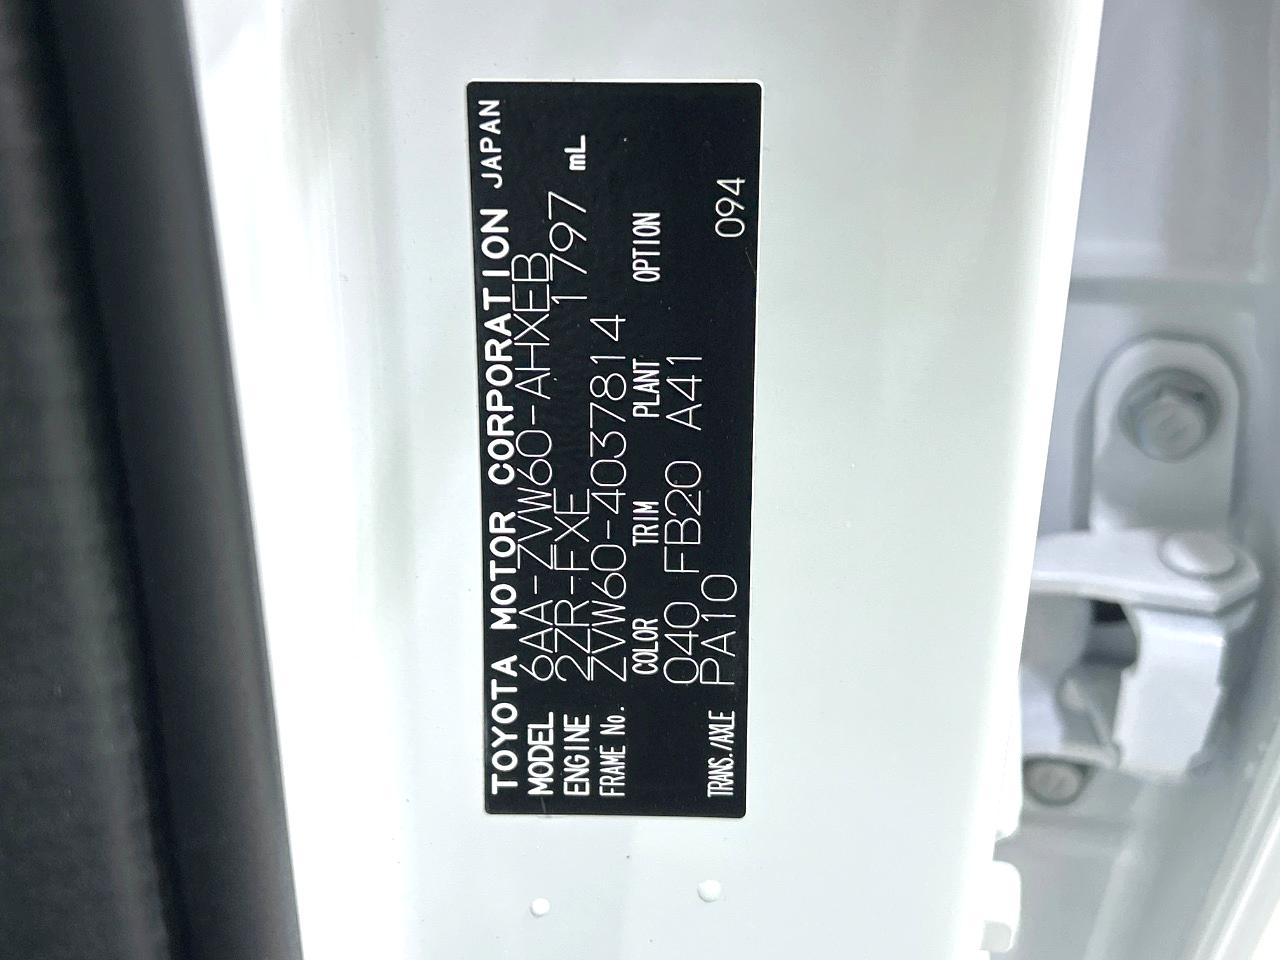 TOYOTA MOTOR CORPORATION JAPAN
MODEL 6AA-ZVW60-AHXEB
ENGINE 2ZR-FXE 1797 mL
FRAME No. ZVW60-4037814
COLOR TRIM PLANT OPTION
040 FB20 A41
TRANS./AXLE PA10 094